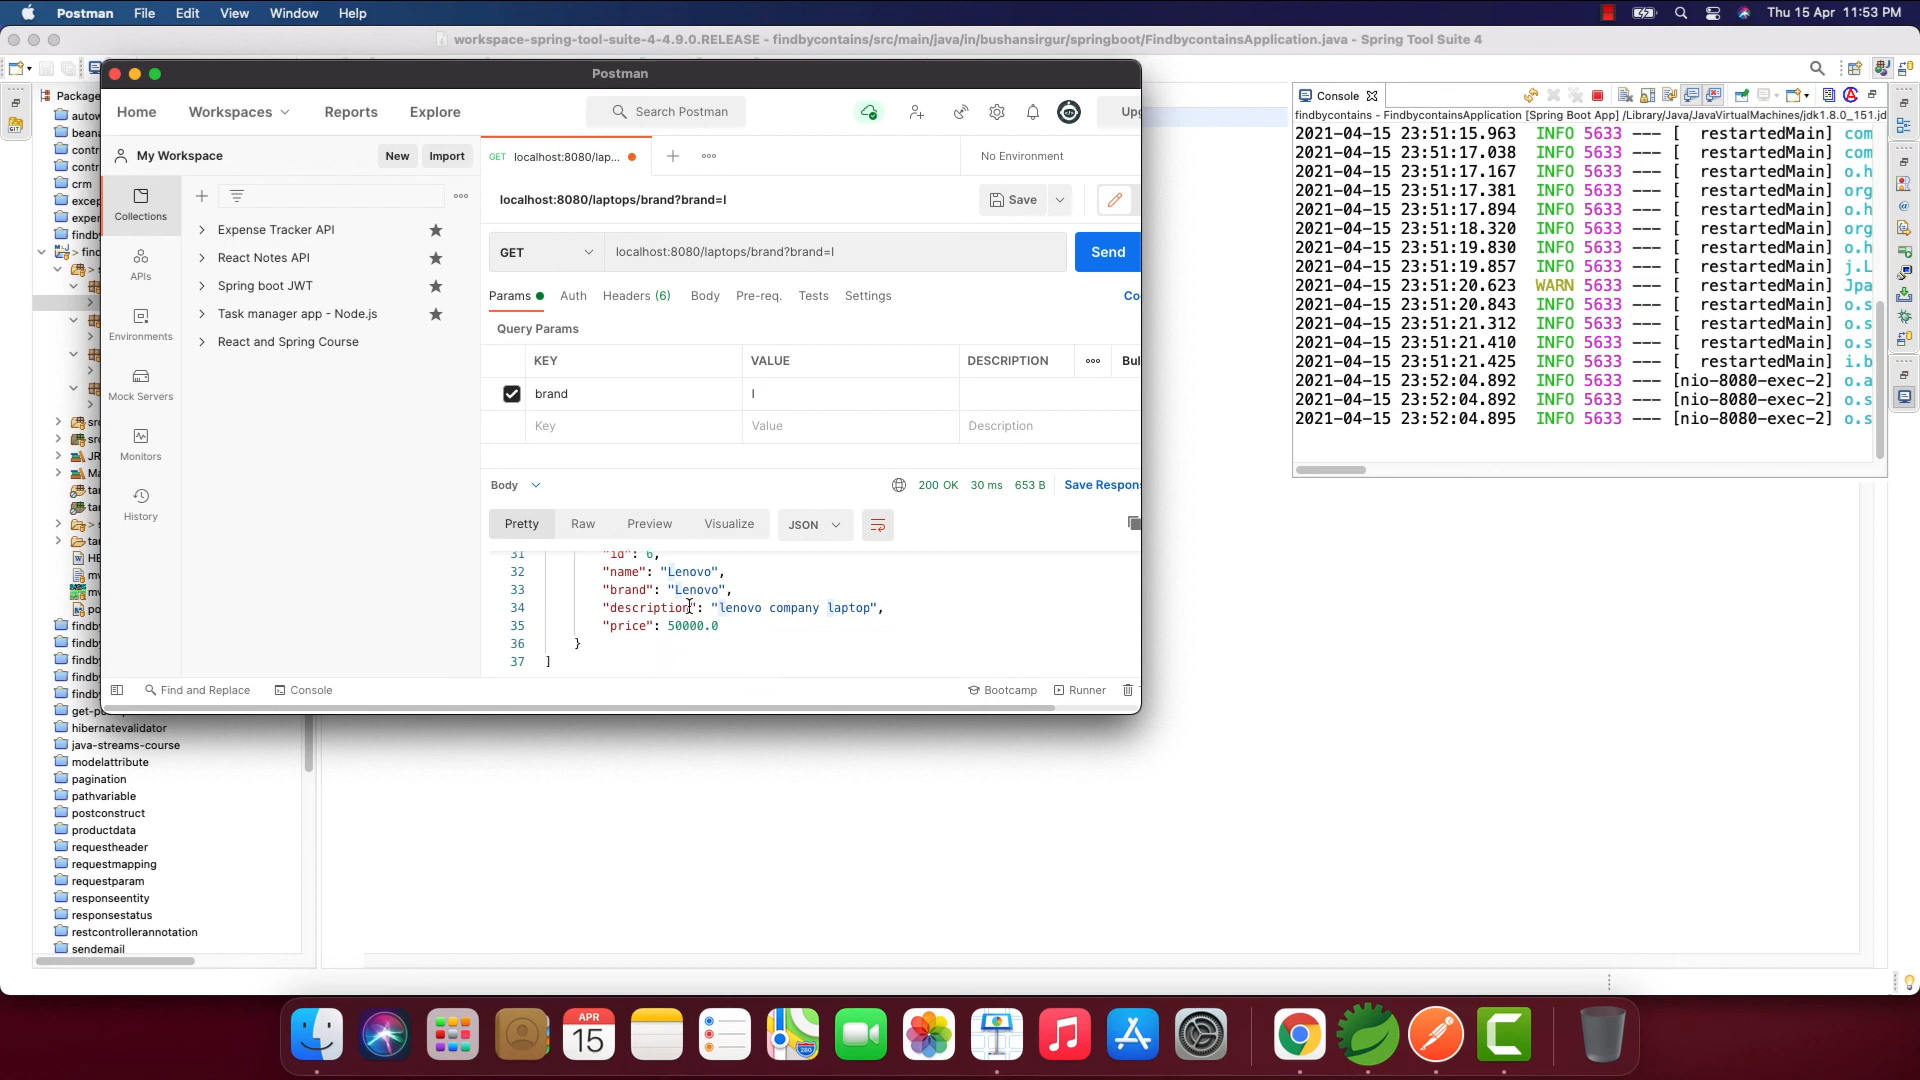 Postman File Edit View Window Help
Thu 15 Apr 11:53 PM
workspace-spring-tool-suite-4-4.9.0.RELEASE - findbycontains/src/main/java/in/bushansirgur/springboot/FindbycontainsApplication.java - Spring Tool Suite 4
Postman
Home Workspaces Reports Explore Search Postman
My Workspace New Import
GET localhost:8080/lap... No Environment
localhost:8080/laptops/brand?brand=l Save
GET localhost:8080/laptops/brand?brand=l Send
Params Auth Headers (6) Body Pre-req. Tests Settings
Query Params
KEY VALUE DESCRIPTION
brand l
Key Value Description
Body 200 OK 30 ms 653 B
Pretty Raw Preview Visualize JSON
31 "id": 6,
32 "name": "Lenovo",
33 "brand": "Lenovo",
34 "description": "lenovo company laptop",
35 "price": 50000.0
36 }
37 ]
Find and Replace Console Bootcamp Runner
Collections
APIs
Environments
Mock Servers
Monitors
History
Expense Tracker API
React Notes API
Spring boot JWT
Task manager app - Node.js
React and Spring Course
hibernatevalidator
java-streams-course
modelattribute
pagination
pathvariable
postconstruct
productdata
requestheader
requestmapping
requestparam
responseentity
responsestatus
restcontrollerannotation
sendemail
Console
findbycontains - FindbycontainsApplication [Spring Boot App] /Library/Java/JavaVirtualMachines/jdk1.8.0_151.jd
2021-04-15 23:51:15.963 INFO 5633 --- [ restartedMain] com
2021-04-15 23:51:17.038 INFO 5633 --- [ restartedMain] com
2021-04-15 23:51:17.167 INFO 5633 --- [ restartedMain] o.h
2021-04-15 23:51:17.381 INFO 5633 --- [ restartedMain] org
2021-04-15 23:51:17.894 INFO 5633 --- [ restartedMain] o.h
2021-04-15 23:51:18.320 INFO 5633 --- [ restartedMain] org
2021-04-15 23:51:19.830 INFO 5633 --- [ restartedMain] o.h
2021-04-15 23:51:19.857 INFO 5633 --- [ restartedMain] j.L
2021-04-15 23:51:20.623 WARN 5633 --- [ restartedMain] Jpa
2021-04-15 23:51:20.843 INFO 5633 --- [ restartedMain] o.s
2021-04-15 23:51:21.312 INFO 5633 --- [ restartedMain] o.s
2021-04-15 23:51:21.410 INFO 5633 --- [ restartedMain] o.s
2021-04-15 23:51:21.425 INFO 5633 --- [ restartedMain] i.b
2021-04-15 23:52:04.892 INFO 5633 --- [nio-8080-exec-2] o.a
2021-04-15 23:52:04.892 INFO 5633 --- [nio-8080-exec-2] o.s
2021-04-15 23:52:04.895 INFO 5633 --- [nio-8080-exec-2] o.s
APR
15